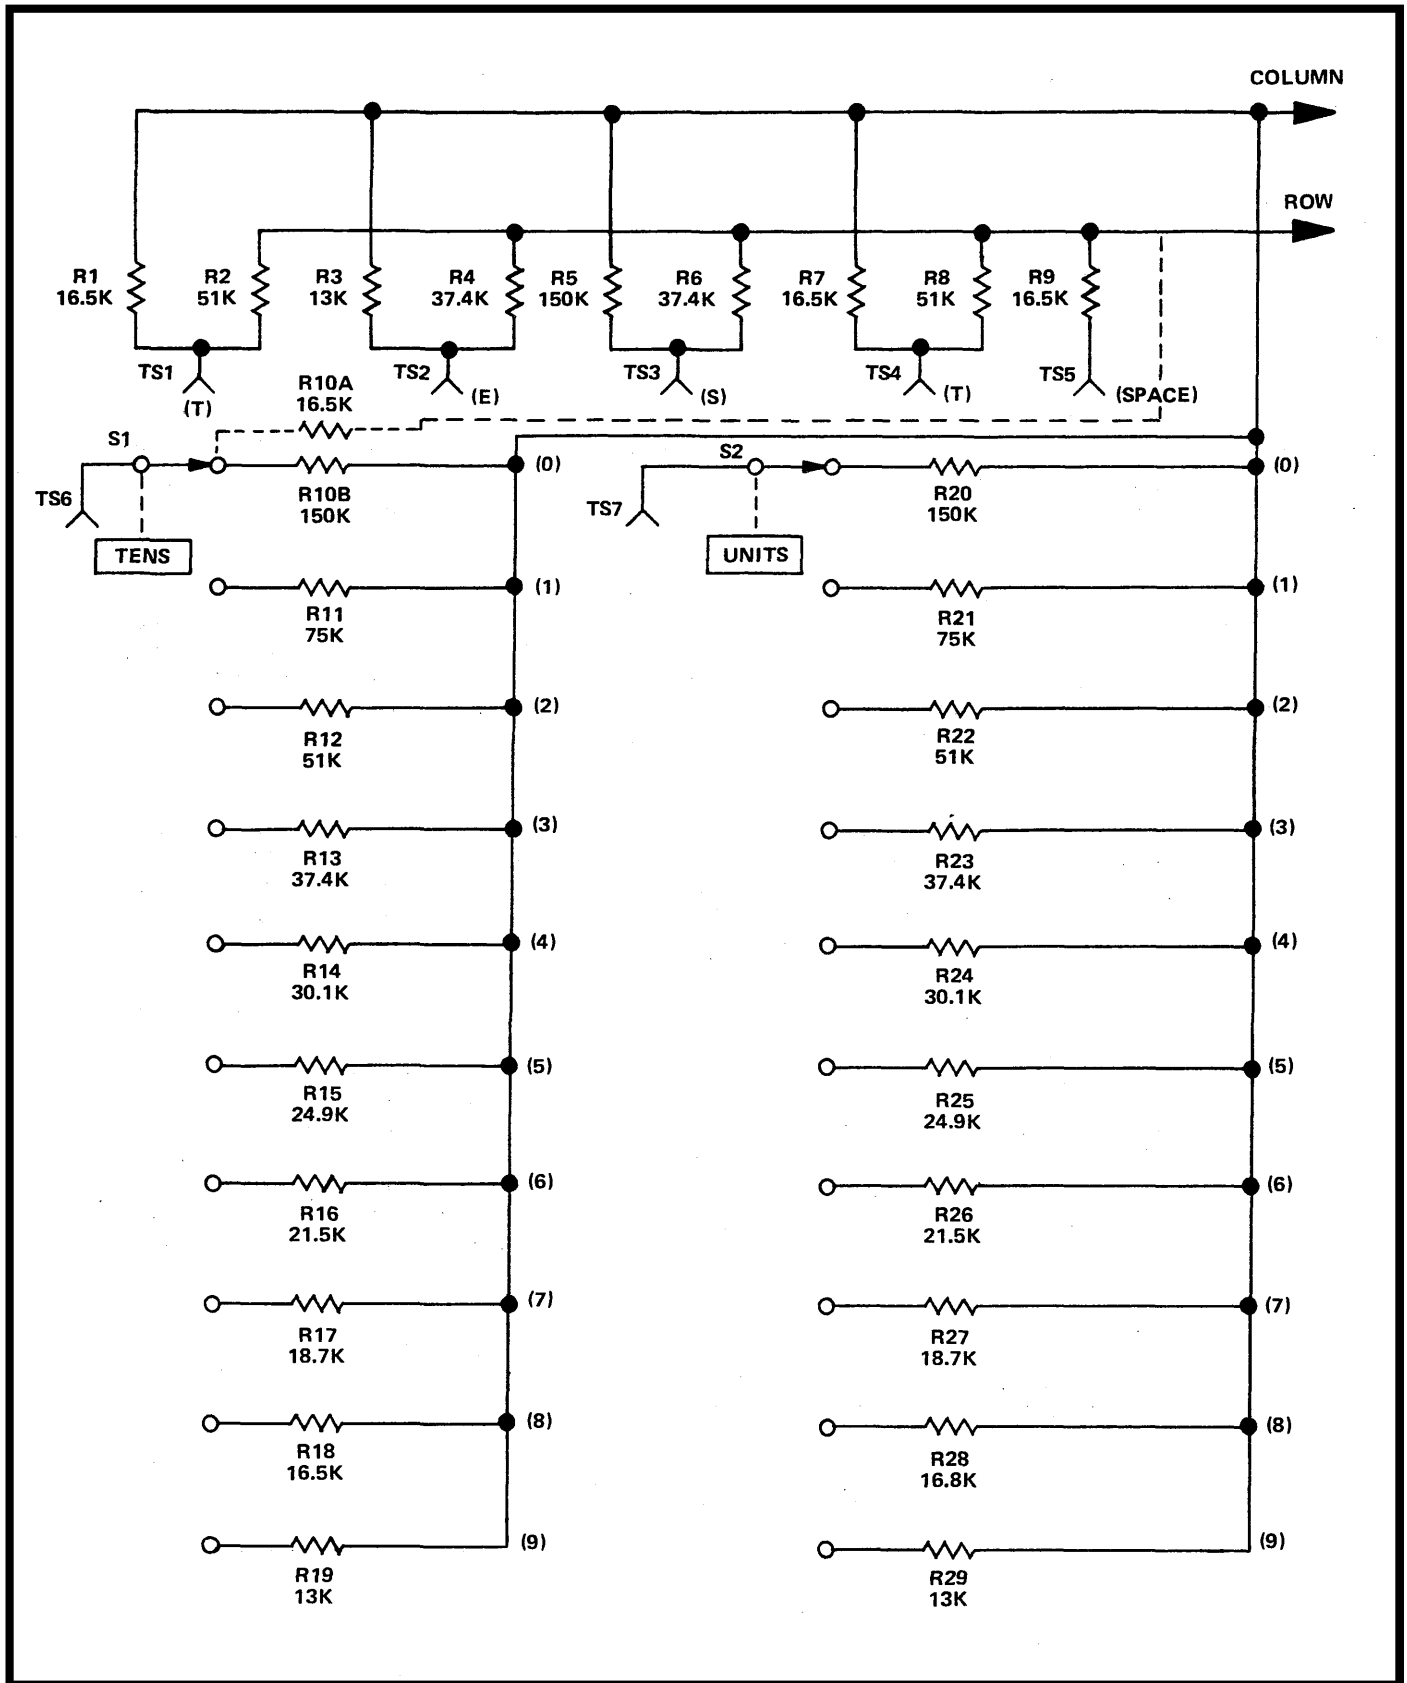 COLUMN
ROW
R1
16.5K
R2
51K
R3
13K
R4
37.4K
R5
150K
R6
37.4K
R7
16.5K
R8
51K
R9
16.5K
TS1
(T)
TS2
(E)
TS3
(S)
TS4
(T)
TS5
(SPACE)
R10A
16.5K
S1
TS6
TENS
R10B
150K
(0)
S2
TS7
UNITS
R20
150K
(0)
R11
75K
(1)
R21
75K
(1)
R12
51K
(2)
R22
51K
(2)
R13
37.4K
(3)
R23
37.4K
(3)
R14
30.1K
(4)
R24
30.1K
(4)
R15
24.9K
(5)
R25
24.9K
(5)
R16
21.5K
(6)
R26
21.5K
(6)
R17
18.7K
(7)
R27
18.7K
(7)
R18
16.5K
(8)
R28
16.8K
(8)
R19
13K
(9)
R29
13K
(9)